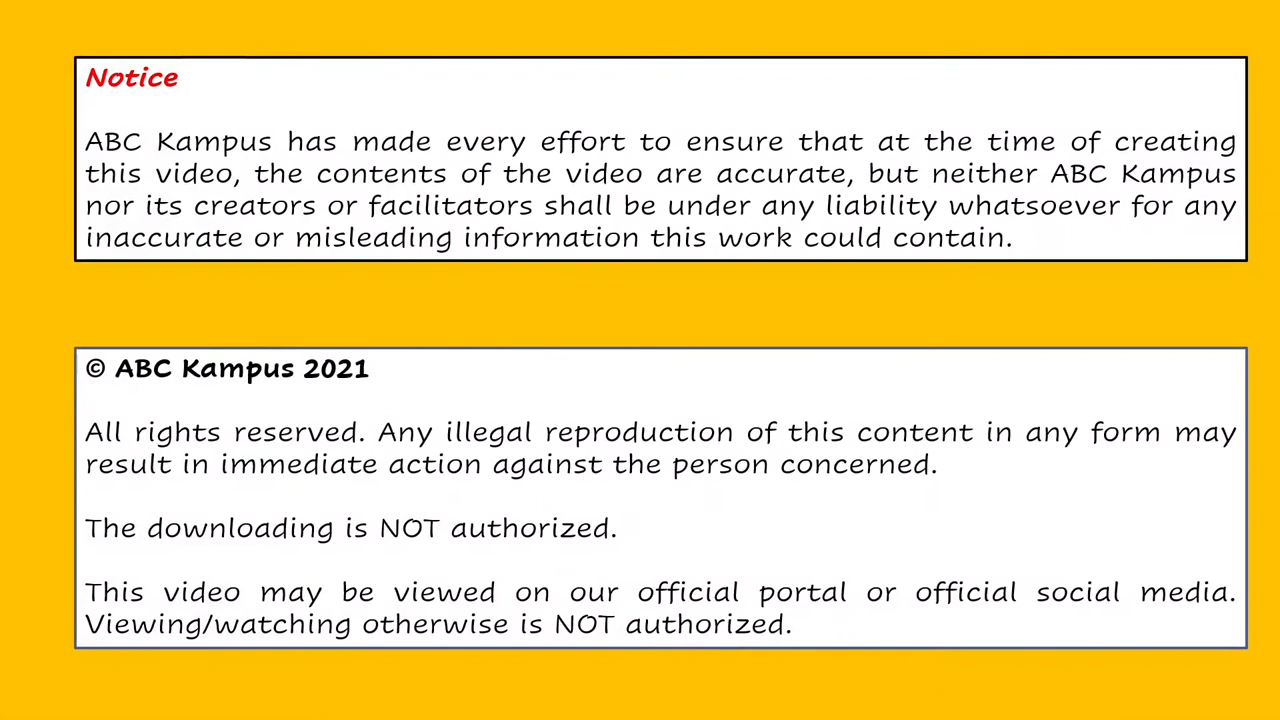 Notice
ABC Kampus has made every effort to ensure that at the time of creating
this video, the contents of the video are accurate, but neither ABC Kampus
nor its creators or facilitators shall be under any liability whatsoever for any
inaccurate or misleading information this work could contain.
© ABC Kampus 2021
All rights reserved. Any illegal reproduction of this content in any form may
result in immediate action against the person concerned.
The downloading is NOT authorized.
This video may be viewed on our official portal or official social media.
Viewing/watching otherwise is NOT authorized.